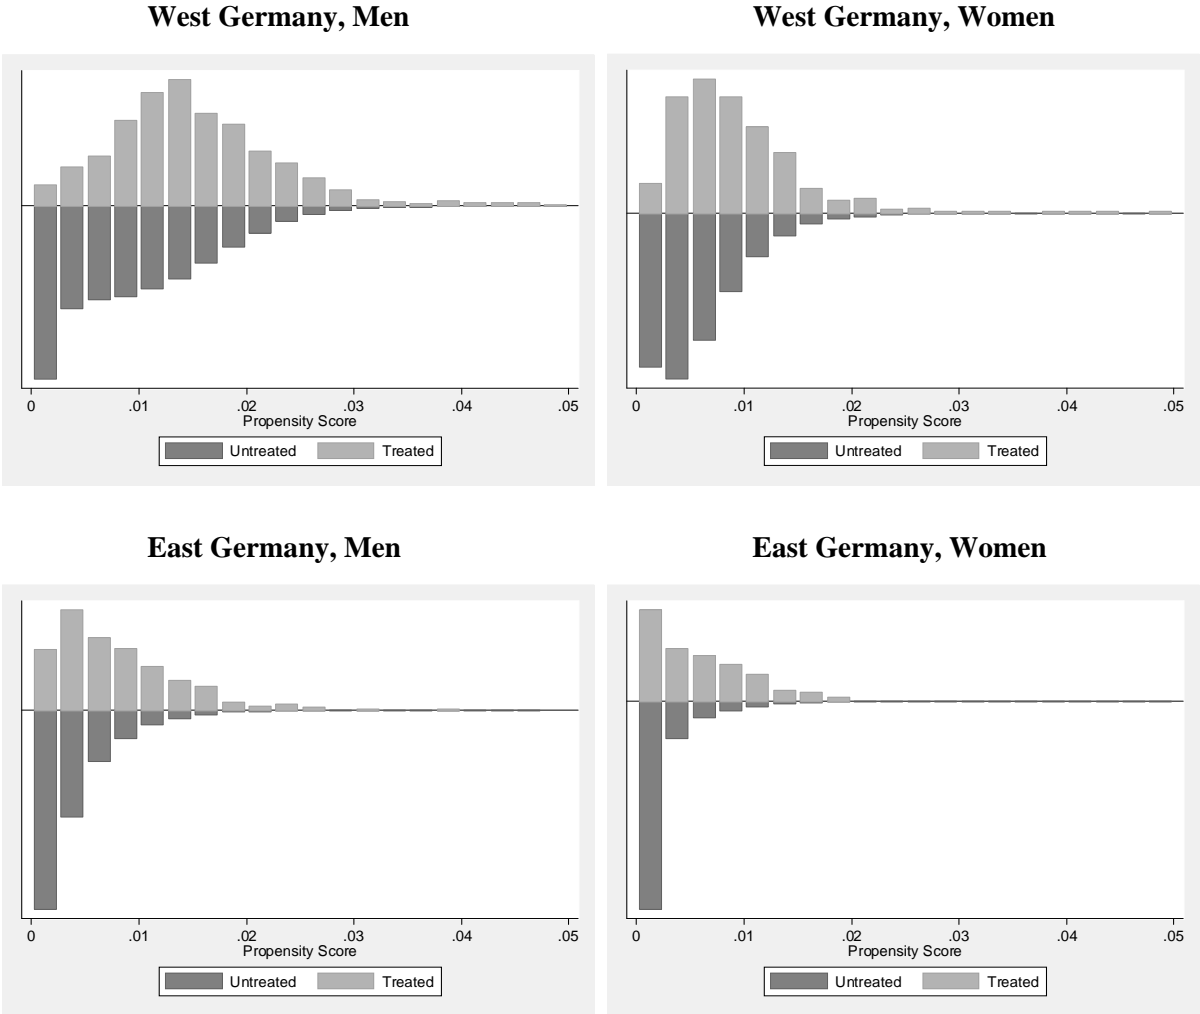 West Germany, Men
0 .01 .02 .03 .04 .05
Propensity Score
Untreated Treated
West Germany, Women
0 .01 .02 .03 .04 .05
Propensity Score
Untreated Treated
East Germany, Men
0 .01 .02 .03 .04 .05
Propensity Score
Untreated Treated
East Germany, Women
0 .01 .02 .03 .04 .05
Propensity Score
Untreated Treated